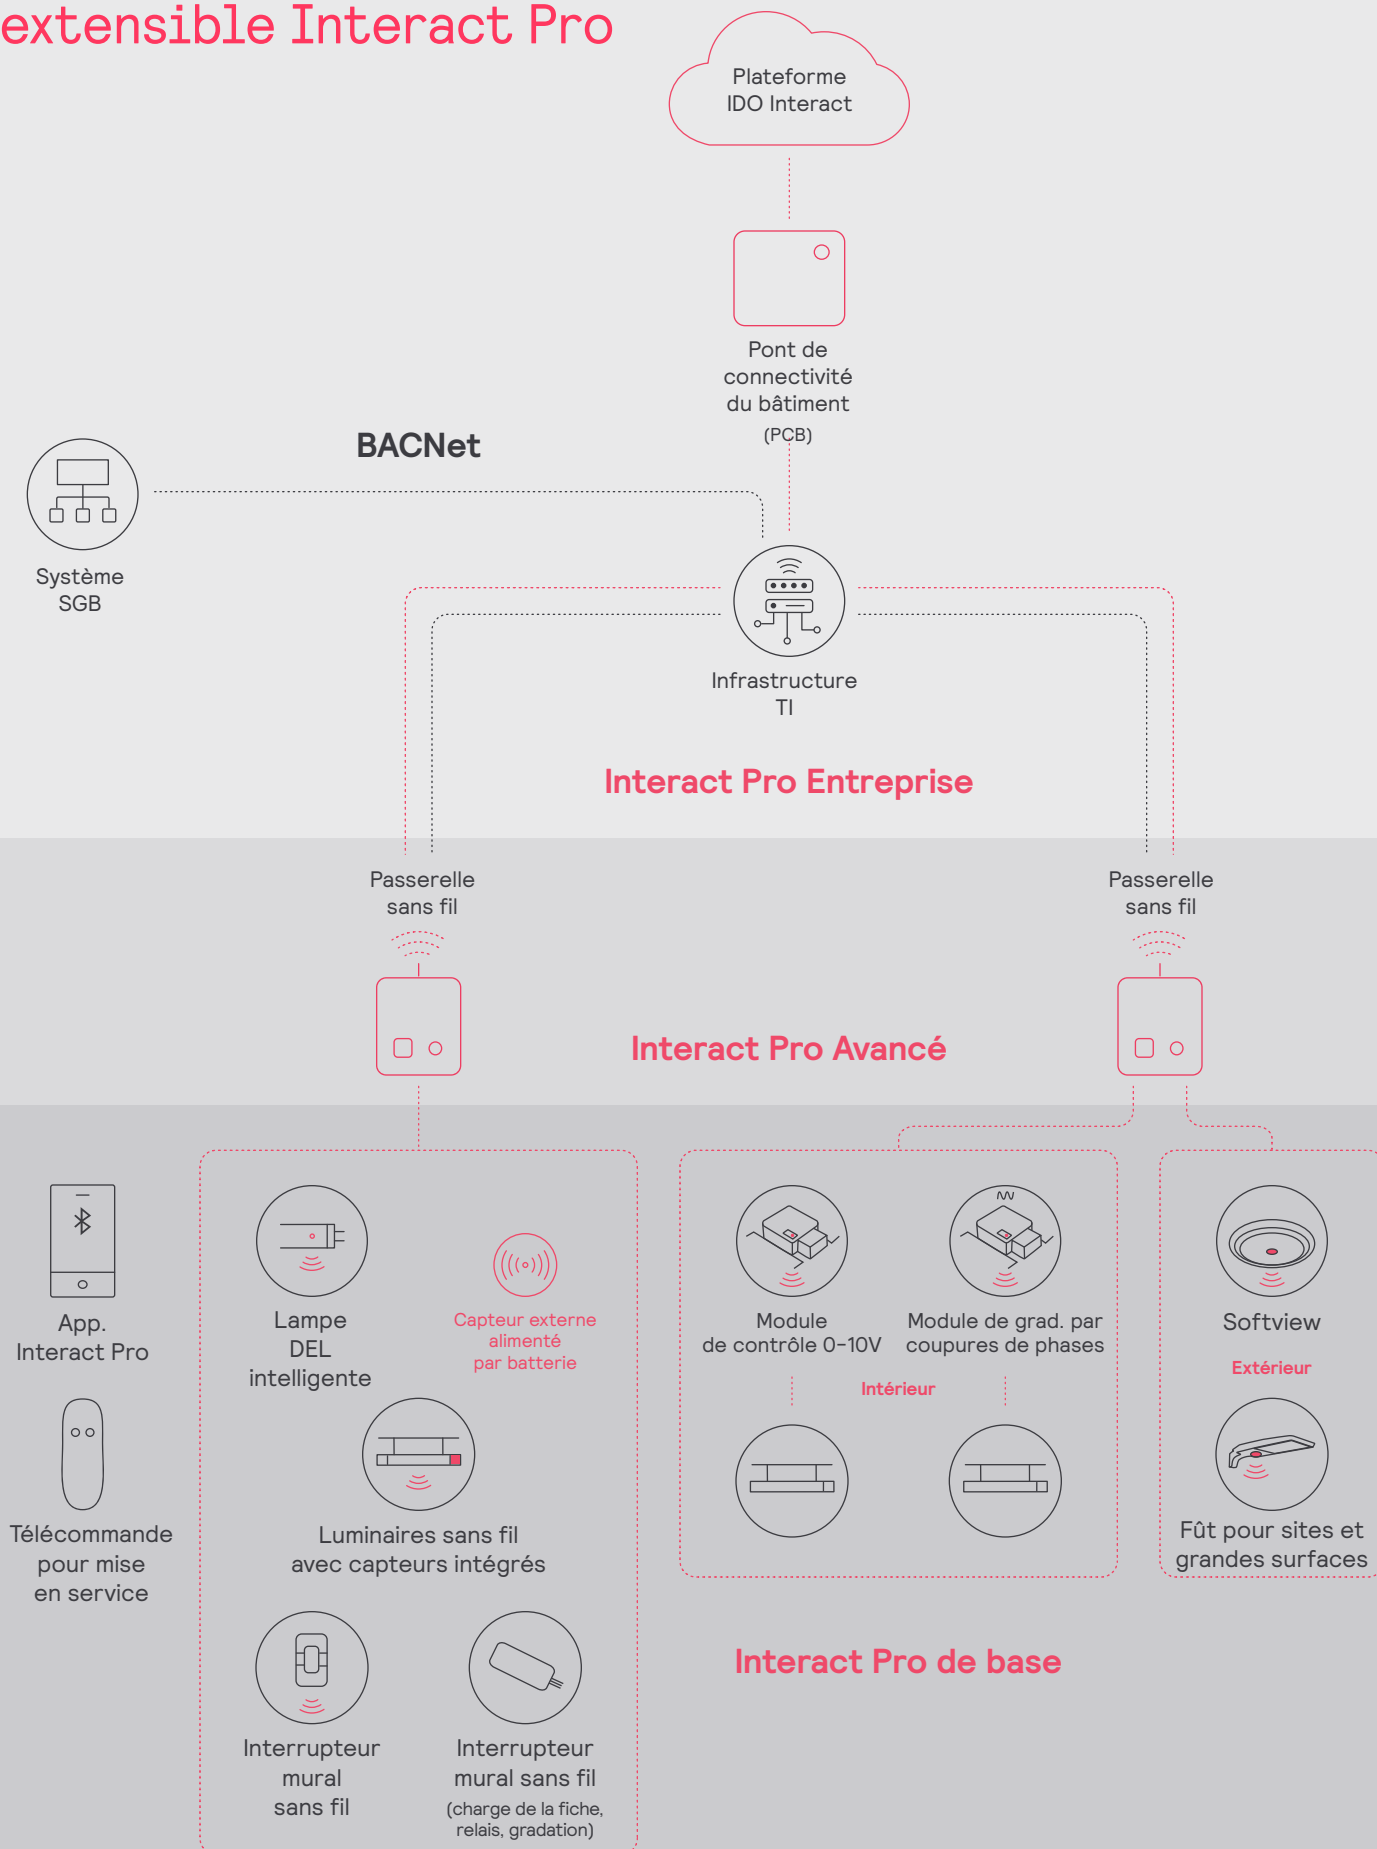 extensible Interact Pro
Plateforme
IDO Interact
Pont de
connectivité
du bâtiment
(PCB)
BACNet
Système
SGB
Infrastructure
TI
Interact Pro Entreprise
Passerelle
sans fil
Passerelle
sans fil
Interact Pro Avancé
App.
Interact Pro
Télécommande
pour mise
en service
Lampe
DEL
intelligente
Capteur externe
alimenté
par batterie
Luminaires sans fil
avec capteurs intégrés
Interrupteur
mural
sans fil
Interrupteur
mural sans fil
(charge de la fiche,
relais, gradation)
Module
de contrôle 0-10V
Module de grad. par
coupures de phases
Intérieur
Softview
Extérieur
Fût pour sites et
grandes surfaces
Interact Pro de base